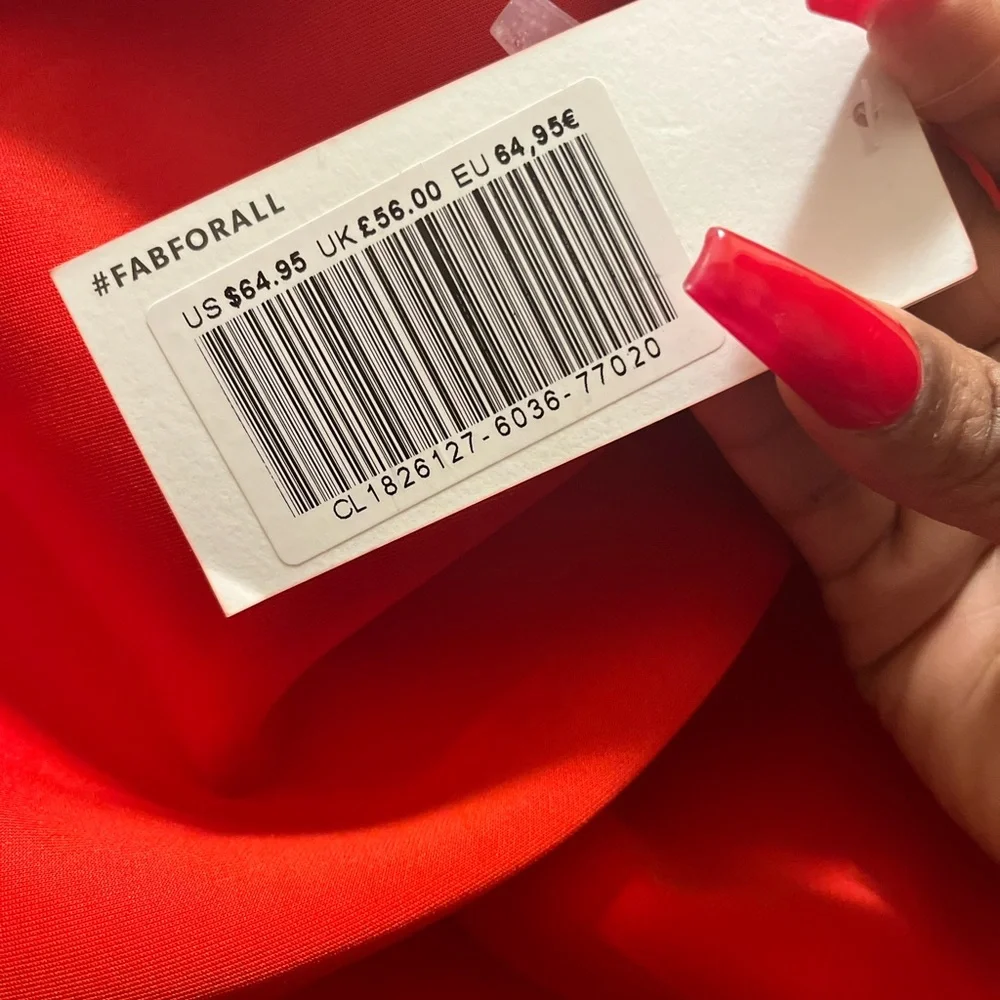 #FABFORALL
US $64.95 UK £56.00 EU 64,95€
CL1826127-6036-77020